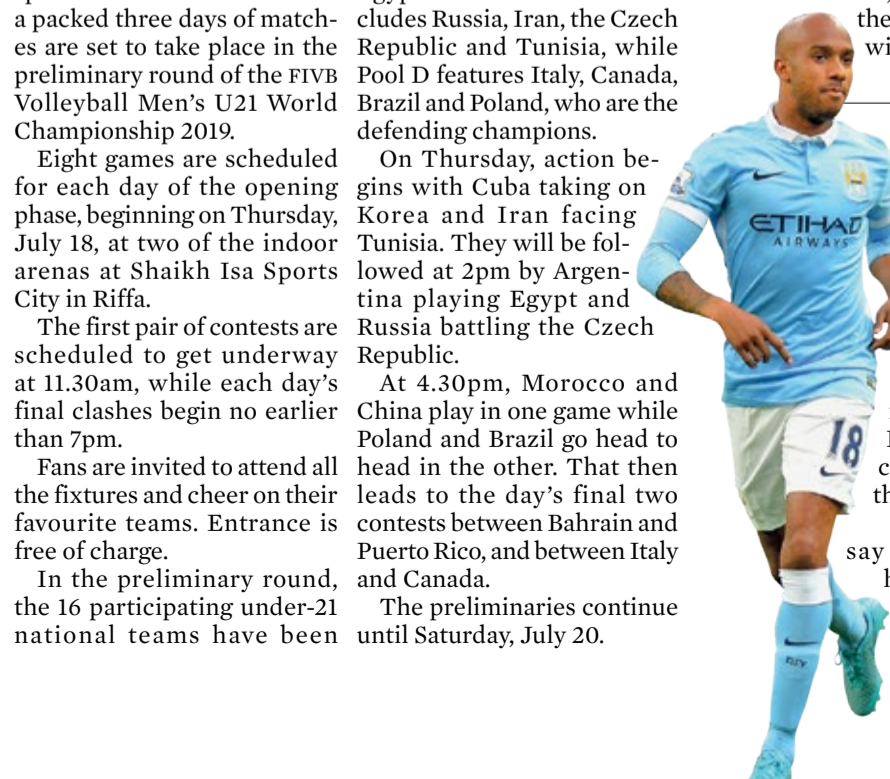 a packed three days of match-
es are set to take place in the
preliminary round of the FIVB
Volleyball Men's U21 World
Championship 2019.
Eight games are scheduled
for each day of the opening
phase, beginning on Thursday,
July 18, at two of the indoor
arenas at Shaikh Isa Sports
City in Riffa.
The first pair of contests are
scheduled to get underway
at 11.30am, while each day's
final clashes begin no earlier
than 7pm.
Fans are invited to attend all
the fixtures and cheer on their
favourite teams. Entrance is
free of charge.
In the preliminary round,
the 16 participating under-21
national teams have been
cludes Russia, Iran, the Czech
Republic and Tunisia, while
Pool D features Italy, Canada,
Brazil and Poland, who are the
defending champions.
On Thursday, action be-
gins with Cuba taking on
Korea and Iran facing
Tunisia. They will be fol-
lowed at 2pm by Argen-
tina playing Egypt and
Russia battling the Czech
Republic.
At 4.30pm, Morocco and
China play in one game while
Poland and Brazil go head to
head in the other. That then
leads to the day's final two
contests between Bahrain and
Puerto Rico, and between Italy
and Canada.
The preliminaries continue
until Saturday, July 20.
ETIHAD
AIRWAYS
18
the
say